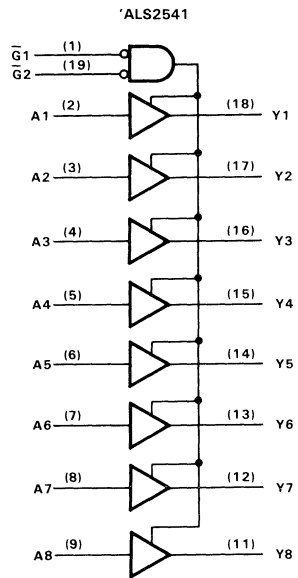 'ALS2541
G̅1 (1)
G̅2 (19)
A1 (2) (18) Y1
A2 (3) (17) Y2
A3 (4) (16) Y3
A4 (5) (15) Y4
A5 (6) (14) Y5
A6 (7) (13) Y6
A7 (8) (12) Y7
A8 (9) (11) Y8